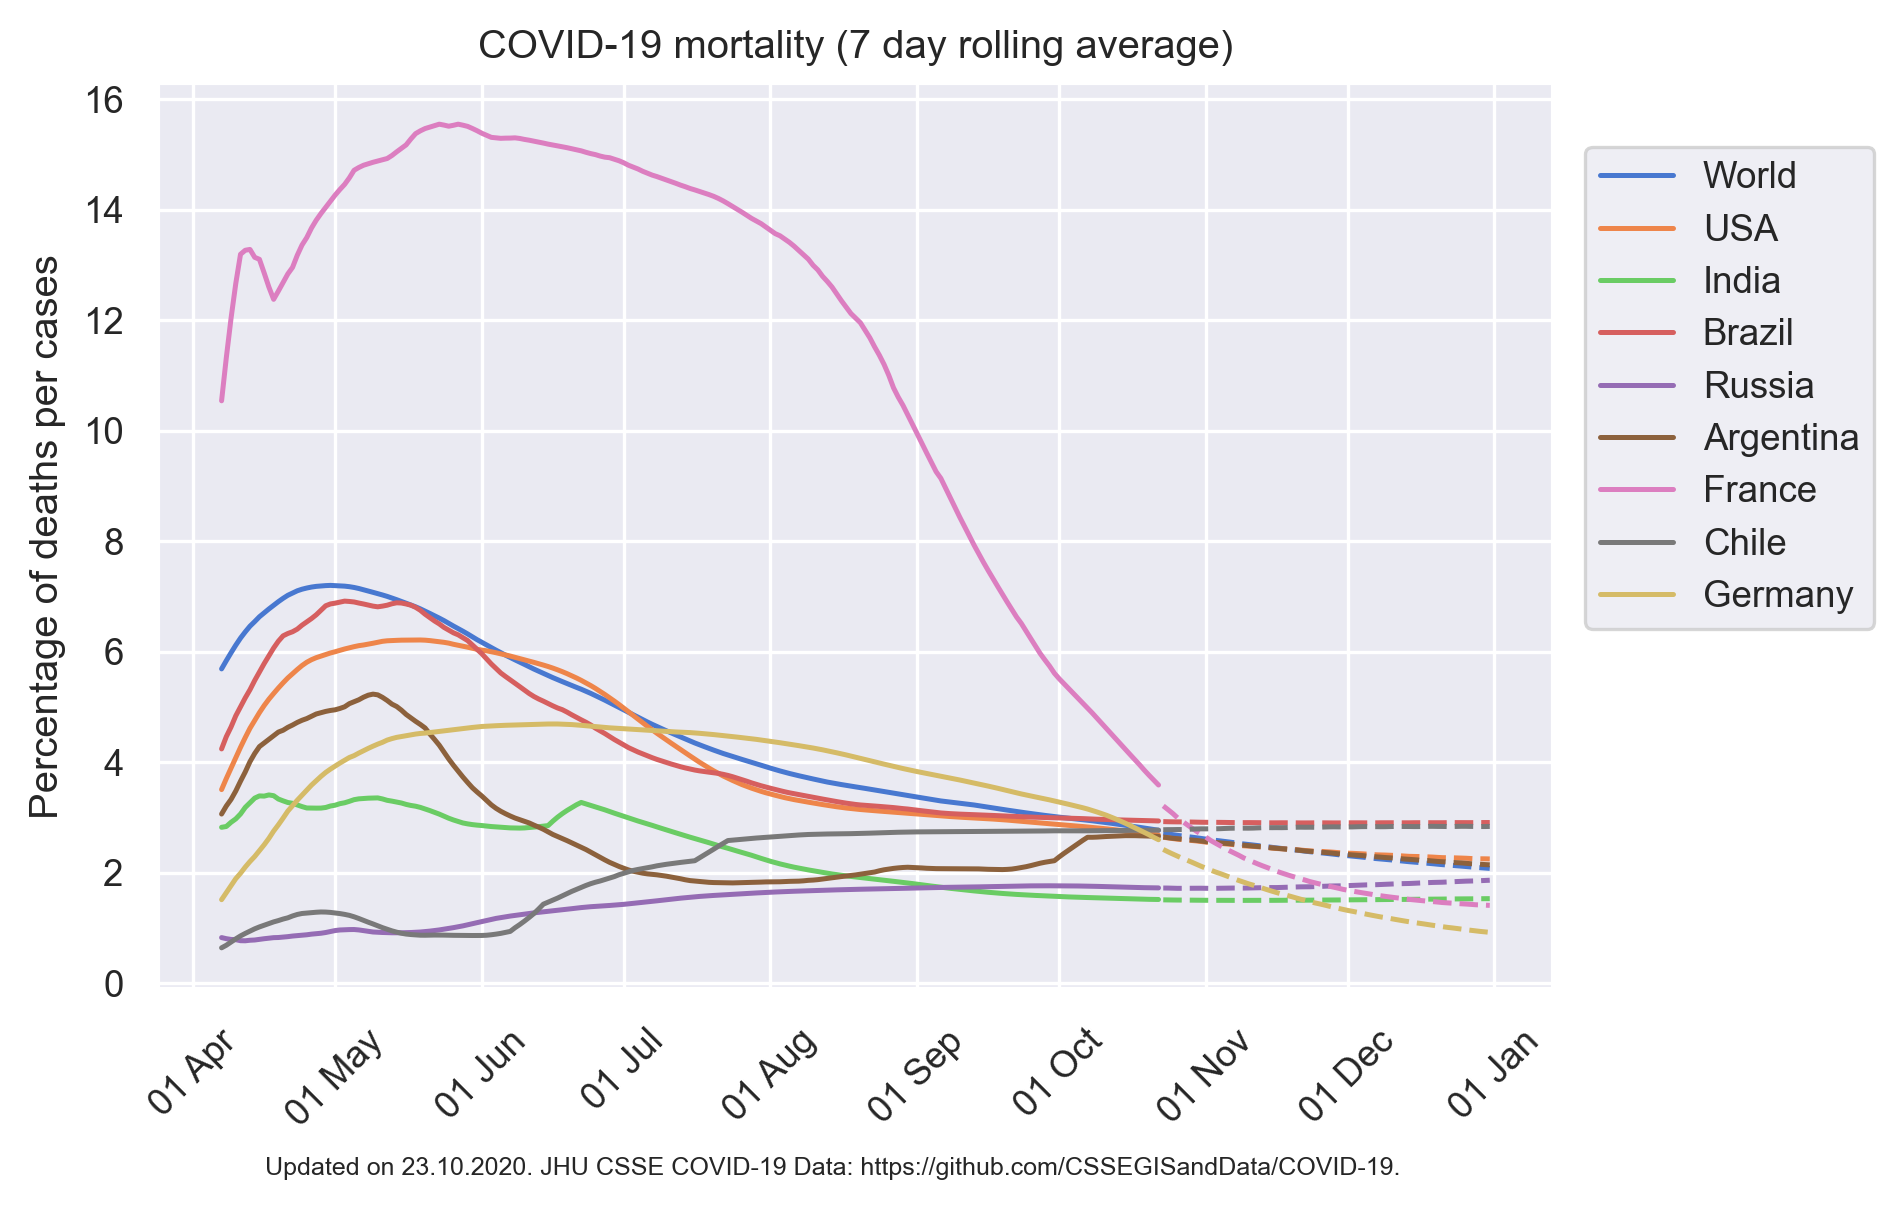 COVID-19 mortality (7 day rolling average)
Percentage of deaths per cases
16
14
12
10
8
6
4
2
0
01 Apr
01 May
01 Jun
01 Jul
01 Aug
01 Sep
01 Oct
01 Nov
01 Dec
01 Jan
World
USA
India
Brazil
Russia
Argentina
France
Chile
Germany
Updated on 23.10.2020. JHU CSSE COVID-19 Data: https://github.com/CSSEGISandData/COVID-19.